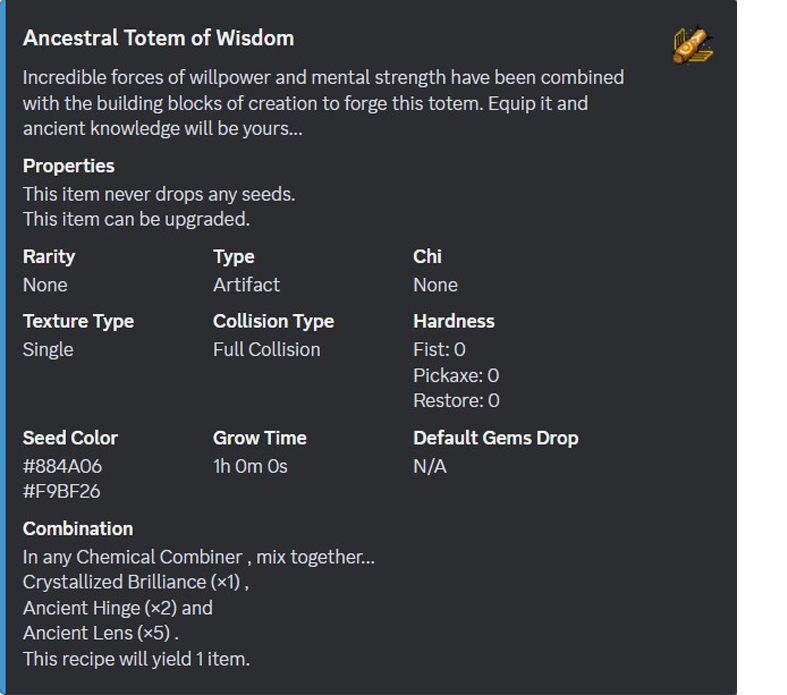 Ancestral Totem of Wisdom
Incredible forces of willpower and mental strength have been combined
with the building blocks of creation to forge this totem. Equip it and
ancient knowledge will be yours...
Properties
This item never drops any seeds.
This item can be upgraded.
Rarity
None
Type
Artifact
Chi
None
Texture Type
Single
Collision Type
Full Collision
Hardness
Fist: 0
Pickaxe: 0
Restore: 0
Seed Color
#884A06
#F9BF26
Grow Time
1h 0m 0s
Default Gems Drop
N/A
Combination
In any Chemical Combiner , mix together...
Crystallized Brilliance (×1) ,
Ancient Hinge (×2) and
Ancient Lens (×5) .
This recipe will yield 1 item.